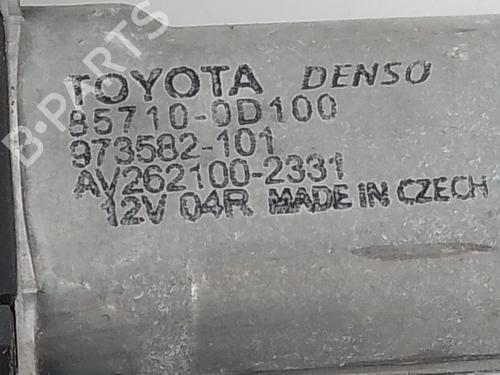 B-PARTS
TOYOTA DENSO
85710-0D100
973582-101
AV262100-2331
12V 04R MADE IN CZECH